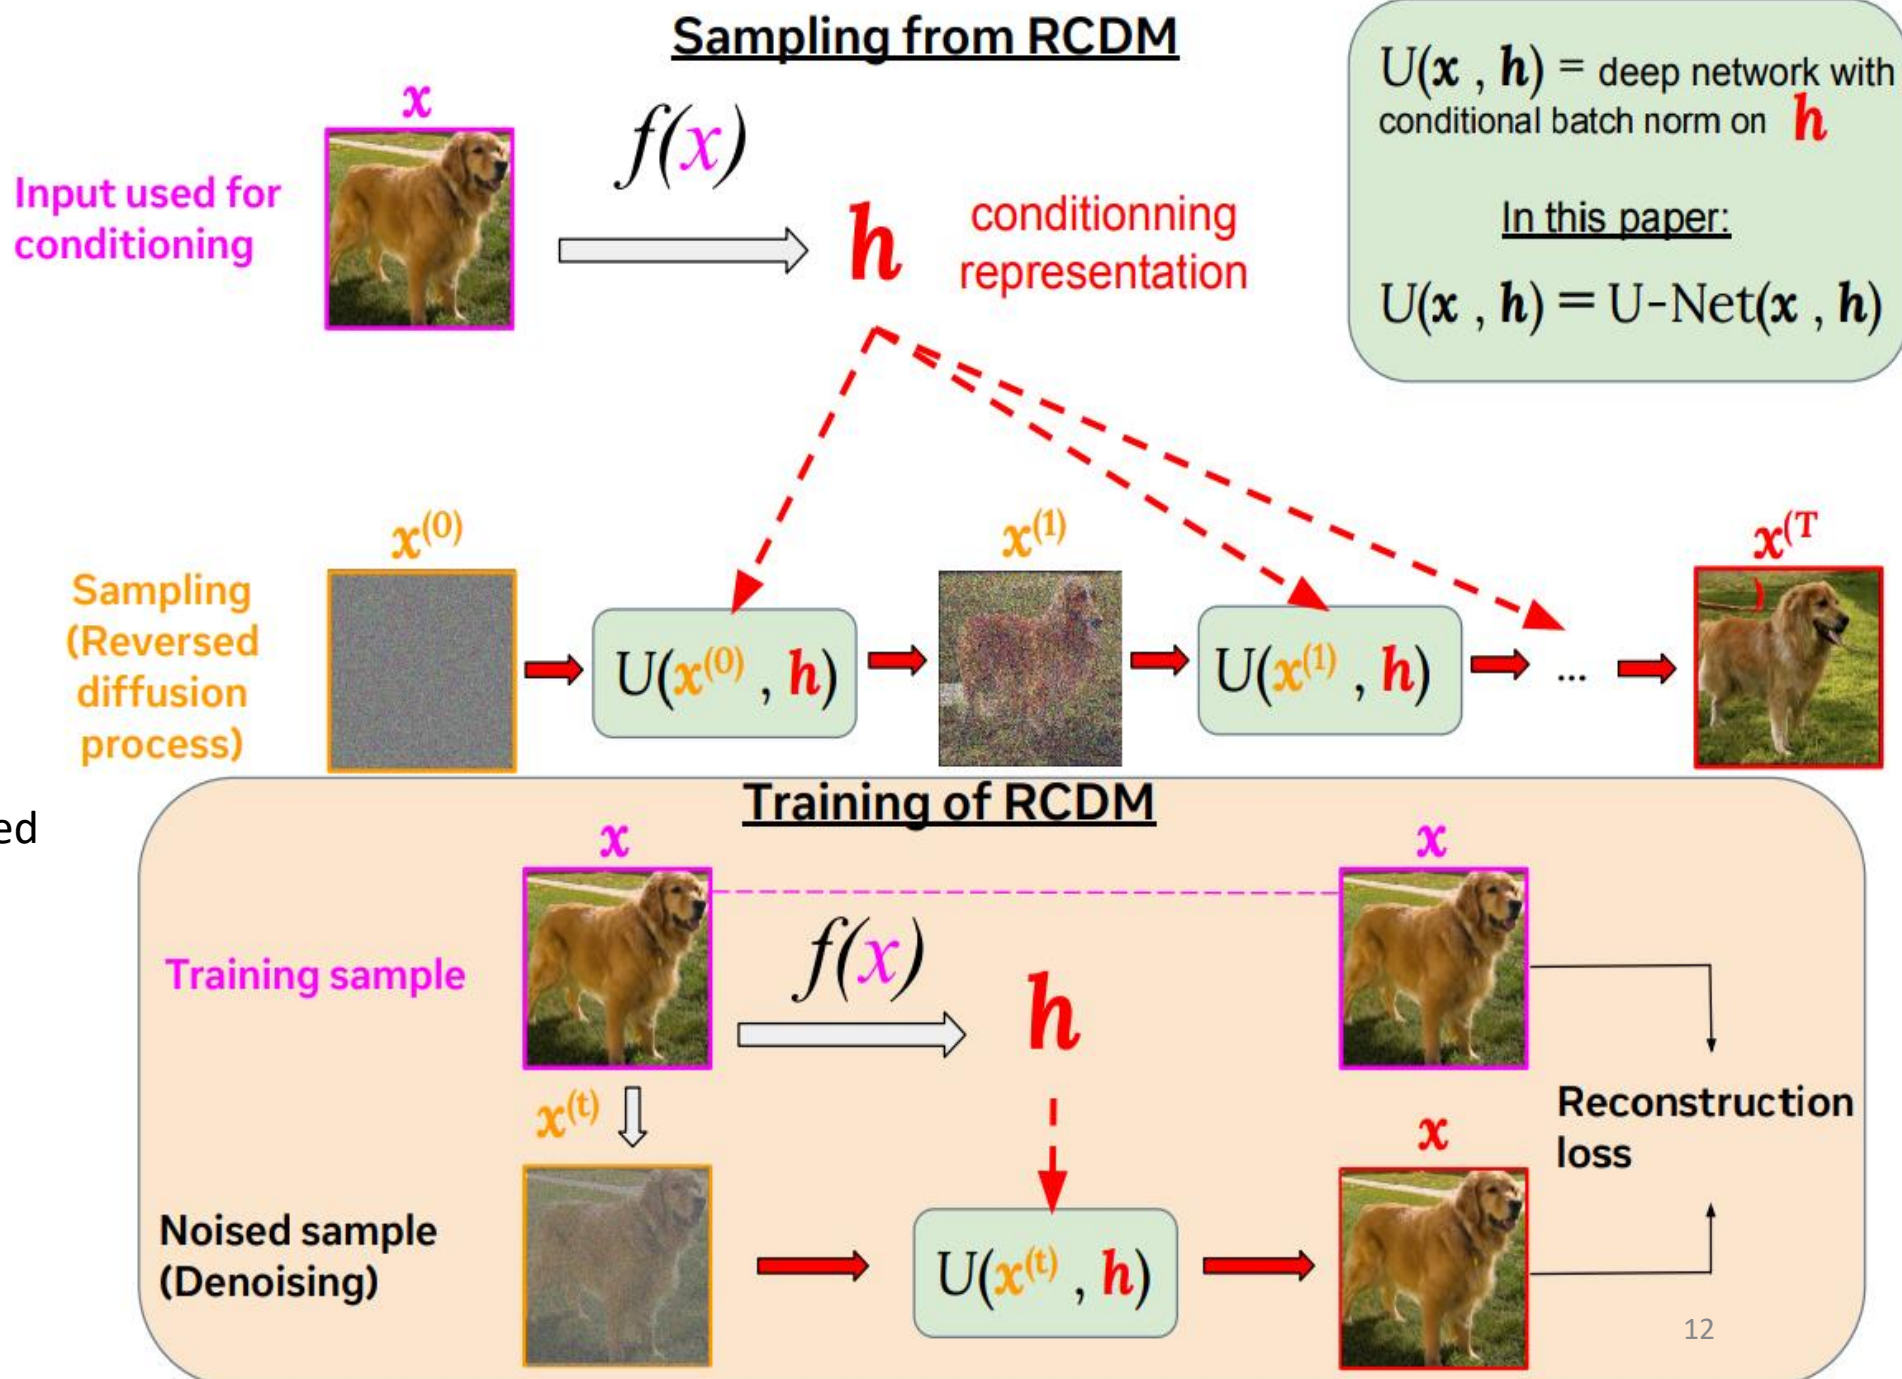 Sampling from RCDM
x
f(x)
Input used for
conditioning
h
conditionning
representation
U(x , h) = deep network with
conditional batch norm on h
In this paper:
U(x , h) = U-Net(x , h)
Sampling
(Reversed
diffusion
process)
x(0)
U(x(0) , h)
x(1)
U(x(1) , h)
...
x(T
)
ed
Training of RCDM
x
x
Training sample
f(x)
h
x(t)
Noised sample
(Denoising)
U(x(t) , h)
x
Reconstruction
loss
12